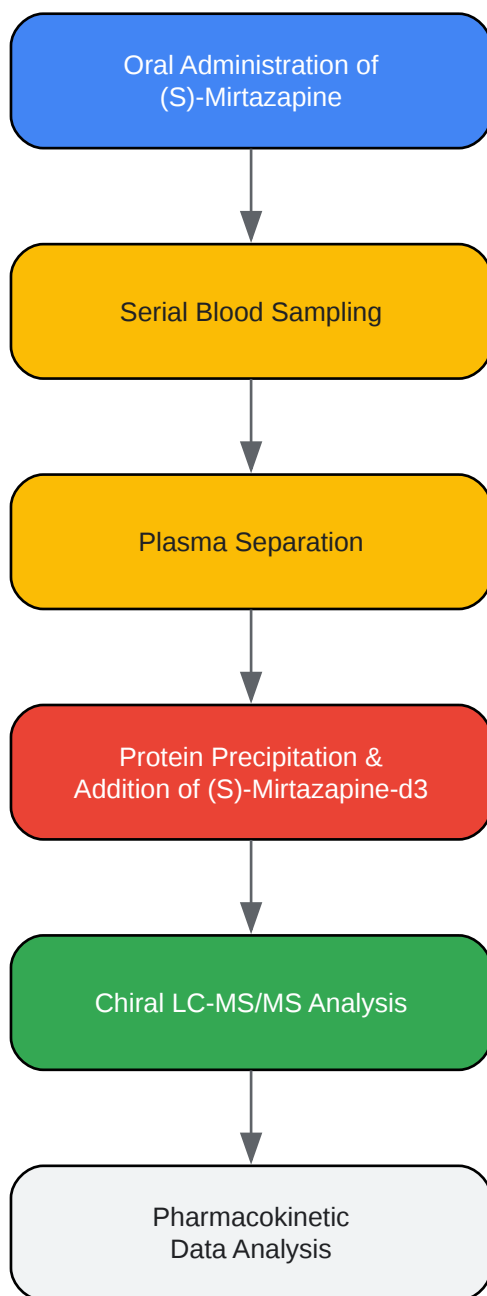 Oral Administration of
(S)-Mirtazapine
Serial Blood Sampling
Plasma Separation
Protein Precipitation &
Addition of (S)-Mirtazapine-d3
Chiral LC-MS/MS Analysis
Pharmacokinetic
Data Analysis